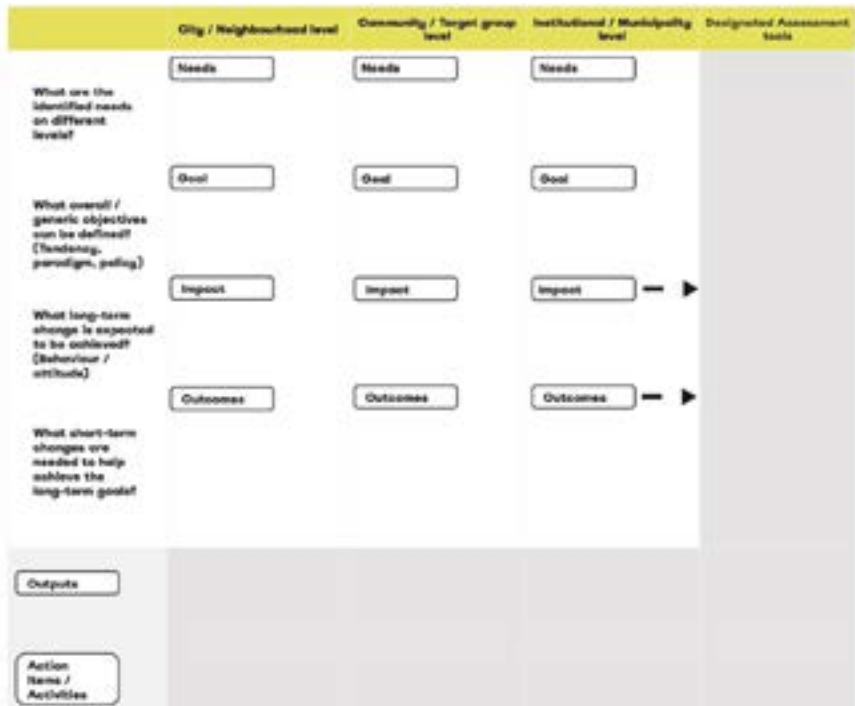 City / Neighbourhood level
Community / Target group
level
Institutional / Municipality
level
Designated Assessment
tools
What are the
identified needs
on different
levels?
Needs
Needs
Needs
What overall /
generic objectives
can be defined?
(Tendency,
paradigm, policy)
Goal
Goal
Goal
What long-term
change is expected
to be achieved?
(Behaviour /
attitude)
Impact
Impact
Impact
What short-term
changes are
needed to help
achieve the
long-term goals?
Outcomes
Outcomes
Outcomes
Outputs
Action
Items /
Activities